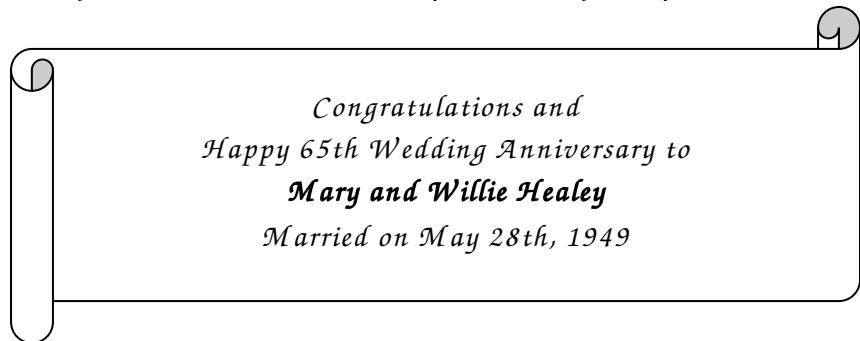 Congratulations and
Happy 65th Wedding Anniversary to
Mary and Willie Healey
Married on May 28th, 1949